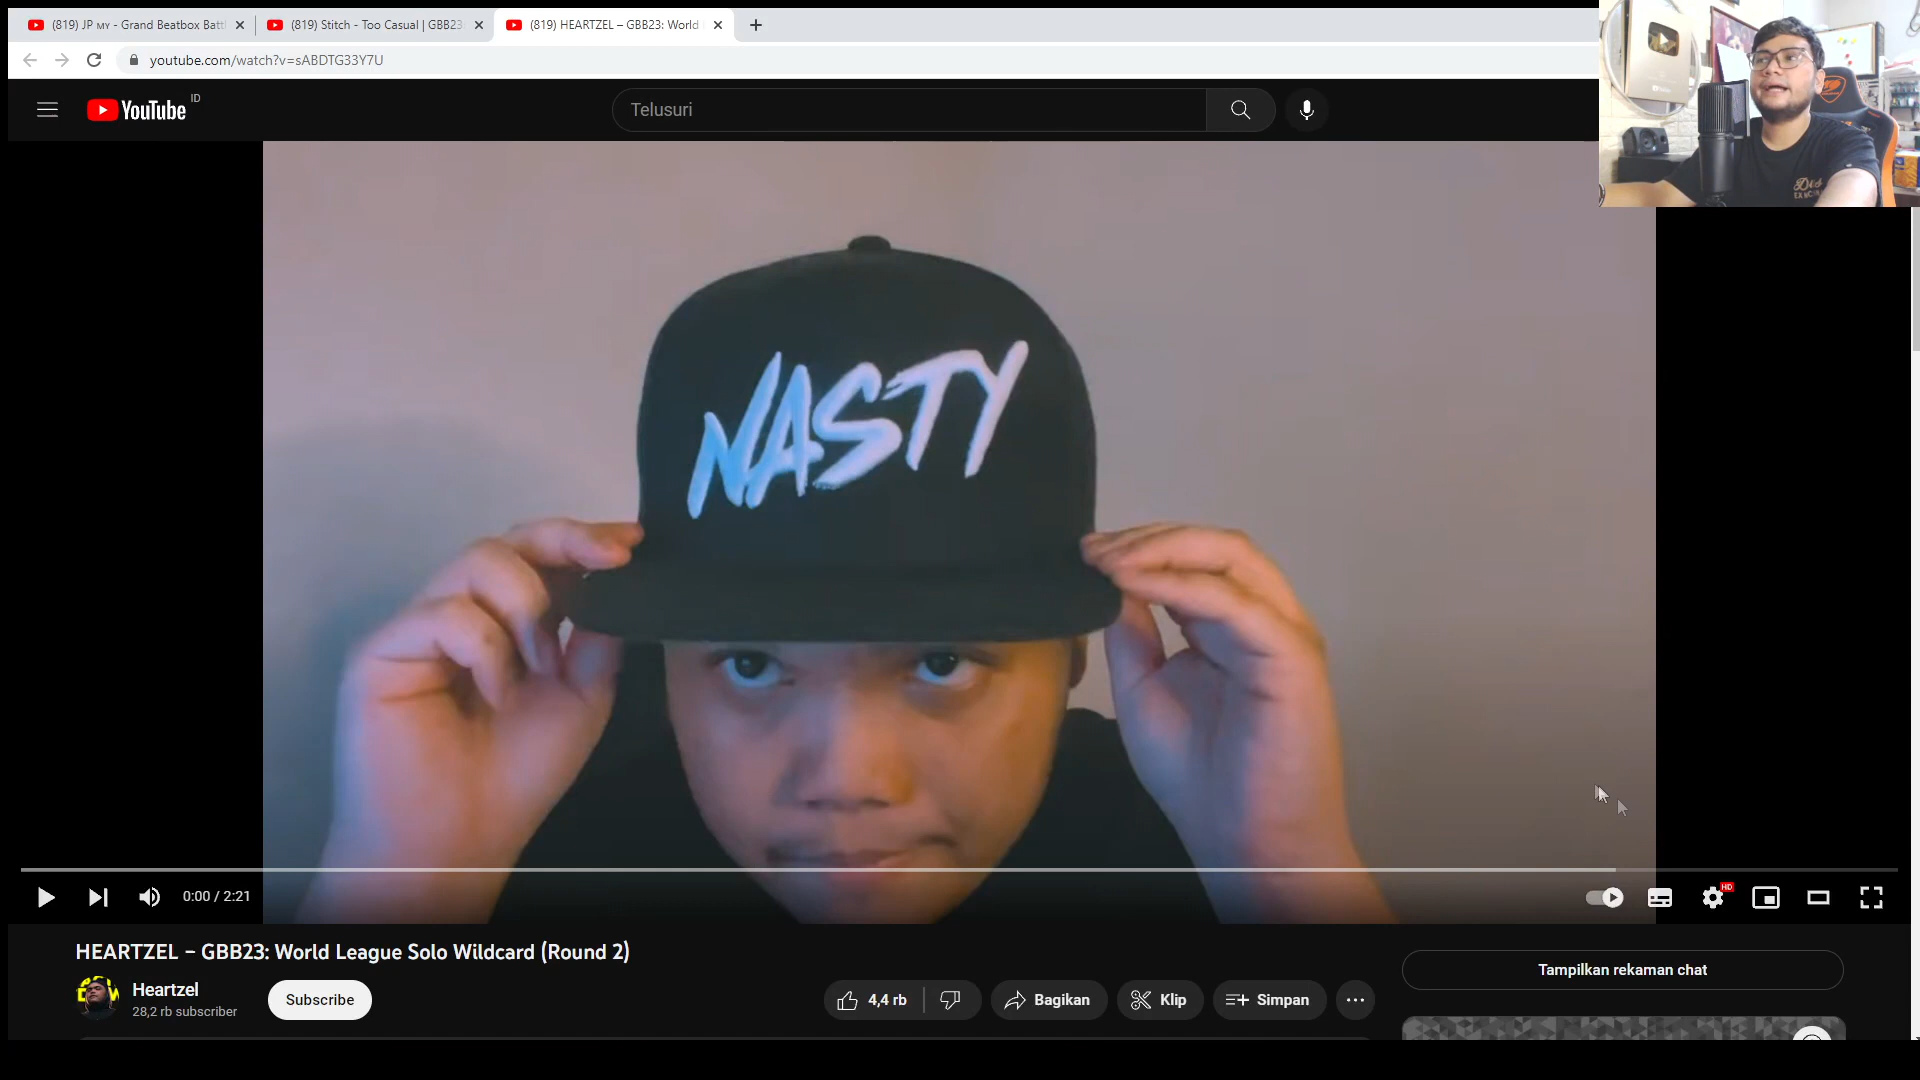 (819) JP ᴍʏ - Grand Beatbox Batt
(819) Stitch - Too Casual | GBB23
(819) HEARTZEL – GBB23: World
youtube.com/watch?v=sABDTG33Y7U
YouTube ID
Telusuri
NASTY
0:00 / 2:21
HD
HEARTZEL – GBB23: World League Solo Wildcard (Round 2)
Heartzel
28,2 rb subscriber
Subscribe
4,4 rb
Bagikan
Klip
Simpan
Tampilkan rekaman chat